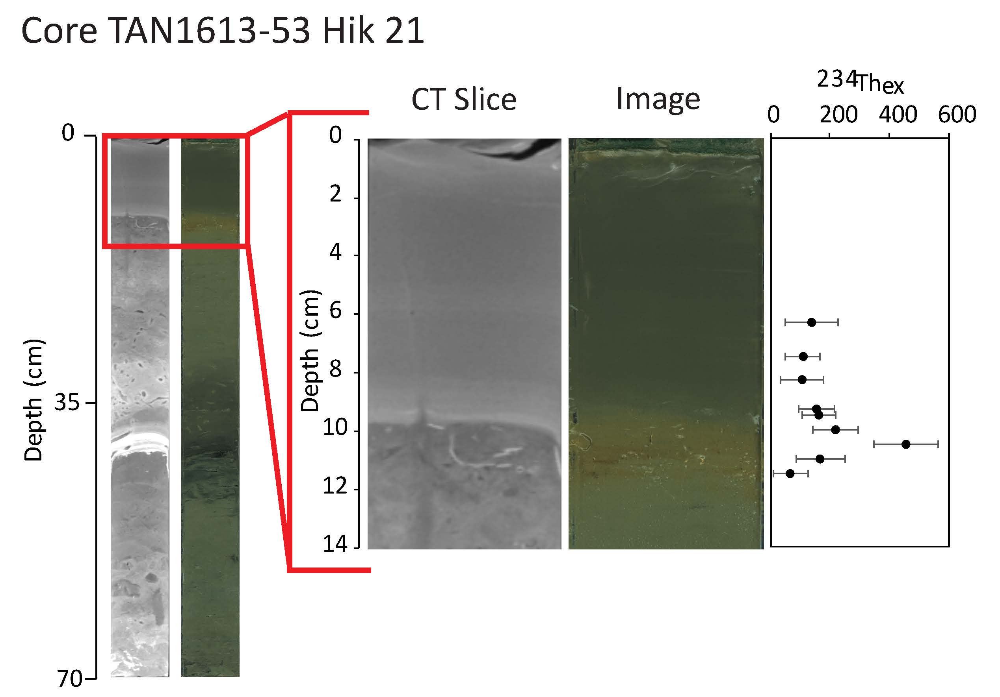 Core TAN1613-53 Hik 21
CT Slice
Image
234Thex
0 200 400 600
0
35
70
Depth (cm)
0
2
4
6
8
10
12
14
Depth (cm)